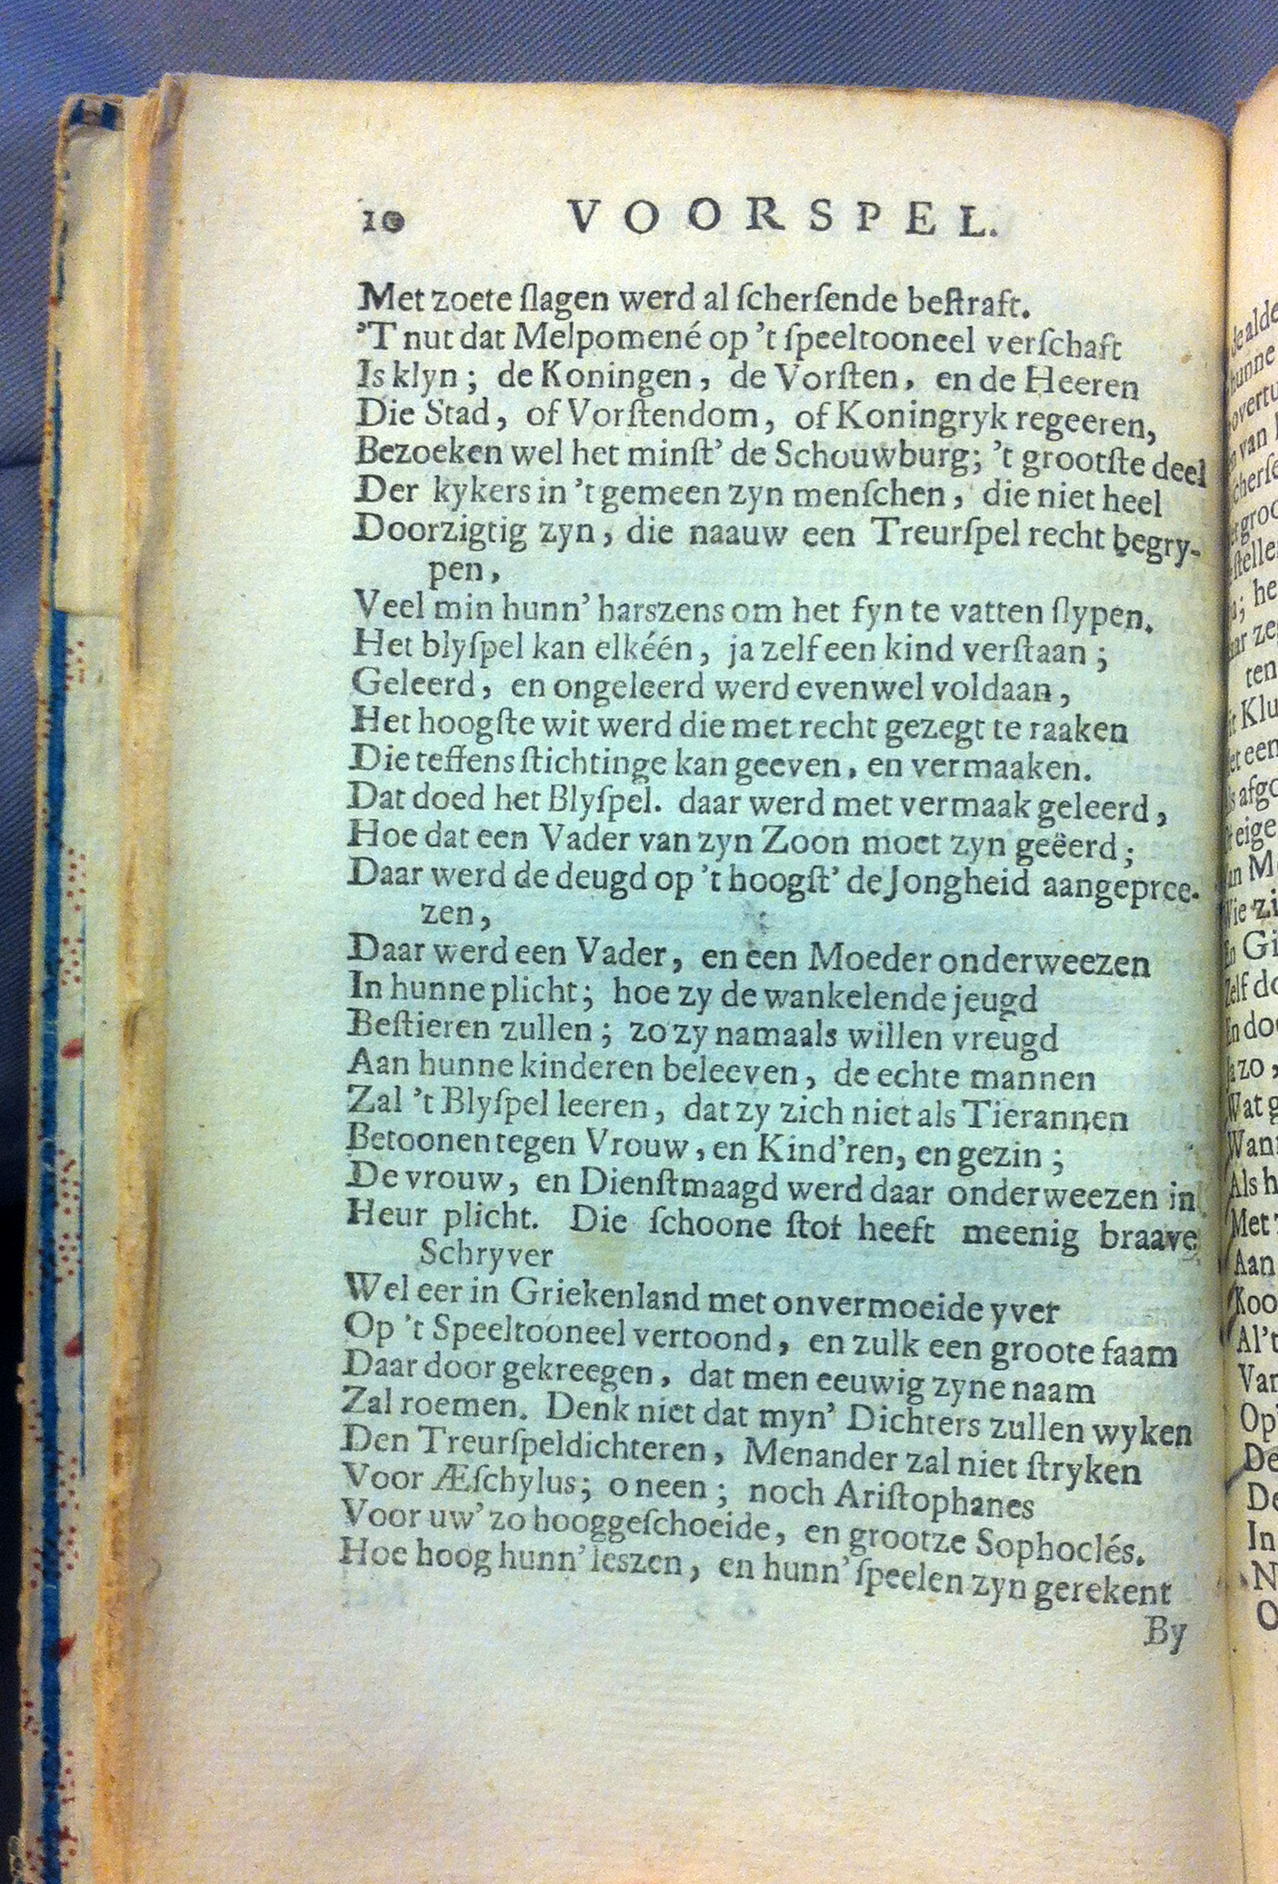 10 VOORSPEL.
Met zoete ſlagen werd al ſcherſende beſtraft.
'T nut dat Melpomené op 't ſpeeltooneel verſchaft
Is klyn; de Koningen, de Vorſten, en de Heeren
Die Stad, of Vorſtendom, of Koningryk regeeren,
Bezoeken wel het minſt' de Schouwburg; 't grootſte deel
Der kykers in 't gemeen zyn menſchen, die niet heel
Doorzigtig zyn, die naauw een Treurſpel recht begry-
pen,
Veel min hunn' harszens om het fyn te vatten ſlypen.
Het blyſpel kan elkéén, ja zelf een kind verſtaan;
Geleerd, en ongeleerd werd evenwel voldaan,
Het hoogſte wit werd die met recht gezegt te raaken
Die teffens ſtichtinge kan geeven, en vermaaken.
Dat doed het Blyſpel. daar werd met vermaak geleerd,
Hoe dat een Vader van zyn Zoon moet zyn geëerd;
Daar werd de deugd op 't hoogſt' de Jongheid aangepree-
zen,
Daar werd een Vader, en een Moeder onderweezen
In hunne plicht; hoe zy de wankelende jeugd
Beſtieren zullen; zo zy namaals willen vreugd
Aan hunne kinderen beleeven, de echte mannen
Zal 't Blyſpel leeren, dat zy zich niet als Tierannen
Betoonen tegen Vrouw, en Kind'ren, en gezin;
De vrouw, en Dienſtmaagd werd daar onderweezen in
Heur plicht. Die ſchoone ſtof heeft meenig braave
Schryver
Wel eer in Griekenland met onvermoeide yver
Op 't Speeltooneel vertoond, en zulk een groote faam
Daar door gekreegen, dat men eeuwig zyne naam
Zal roemen. Denk niet dat myn' Dichters zullen wyken
Den Treurſpeldichteren, Menander zal niet ſtryken
Voor Æſchylus; o neen; noch Ariſtophanes
Voor uw' zo hooggeſchoeide, en grootze Sophoclés.
Hoe hoog hunn' leszen, en hunn' ſpeelen zyn gerekent
By